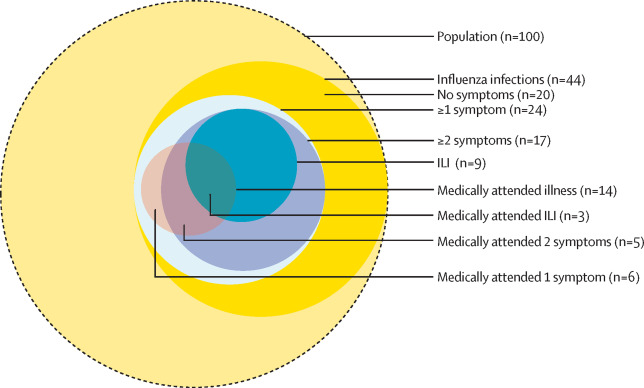 Population (n=100)
Influenza infections (n=44)
No symptoms (n=20)
≥1 symptom (n=24)
≥2 symptoms (n=17)
ILI (n=9)
Medically attended illness (n=14)
Medically attended ILI (n=3)
Medically attended 2 symptoms (n=5)
Medically attended 1 symptom (n=6)